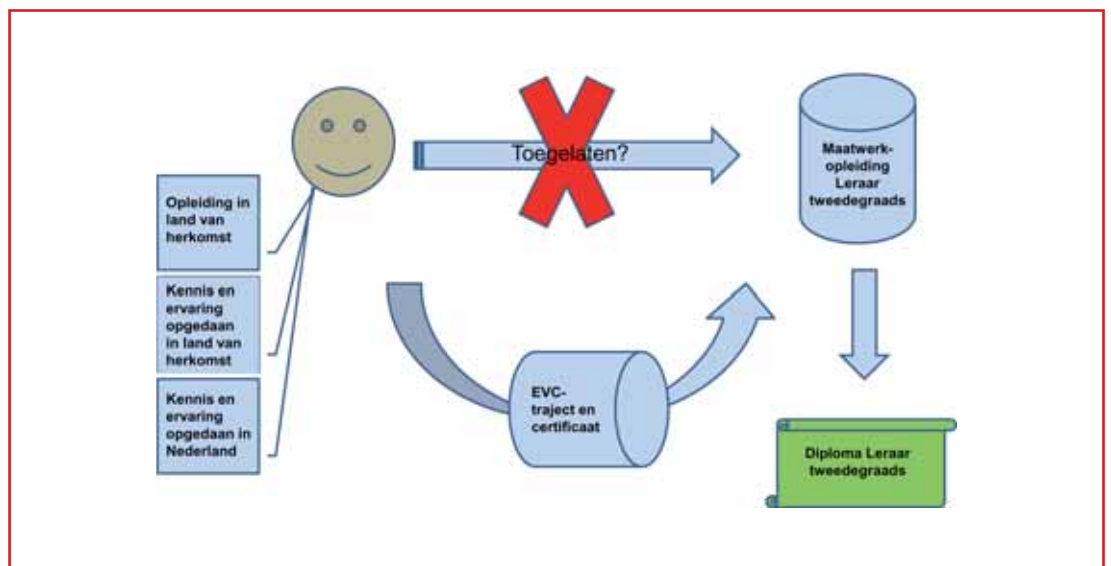 Opleiding in
land van
herkomst
Kennis en
ervaring
opgedaan
in land van
herkomst
Kennis en
ervaring
opgedaan in
Nederland
Toegelaten?
Maatwerk-
opleiding
Leraar
tweedegraads
EVC-
traject en
certificaat
Diploma Leraar
tweedegraads